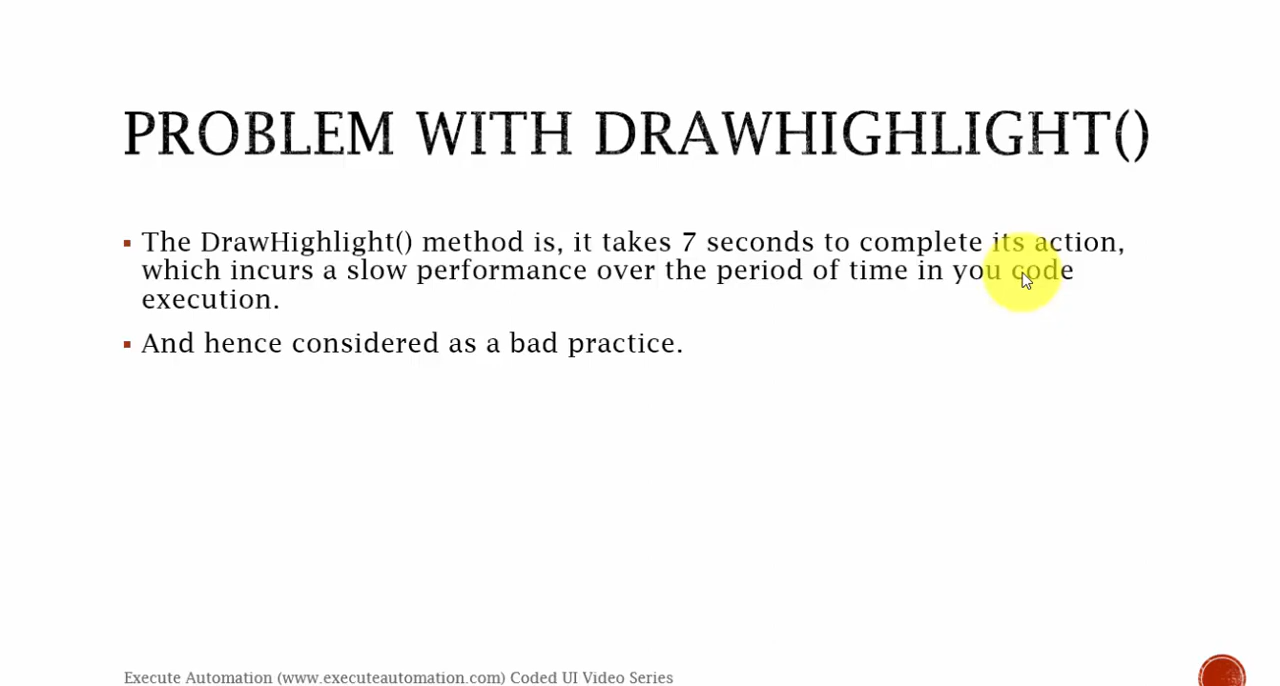 PROBLEM WITH DRAWHIGHLIGHT()
▪ The DrawHighlight() method is, it takes 7 seconds to complete its action,
which incurs a slow performance over the period of time in you code
execution.
▪ And hence considered as a bad practice.
Execute Automation (www.executeautomation.com) Coded UI Video Series